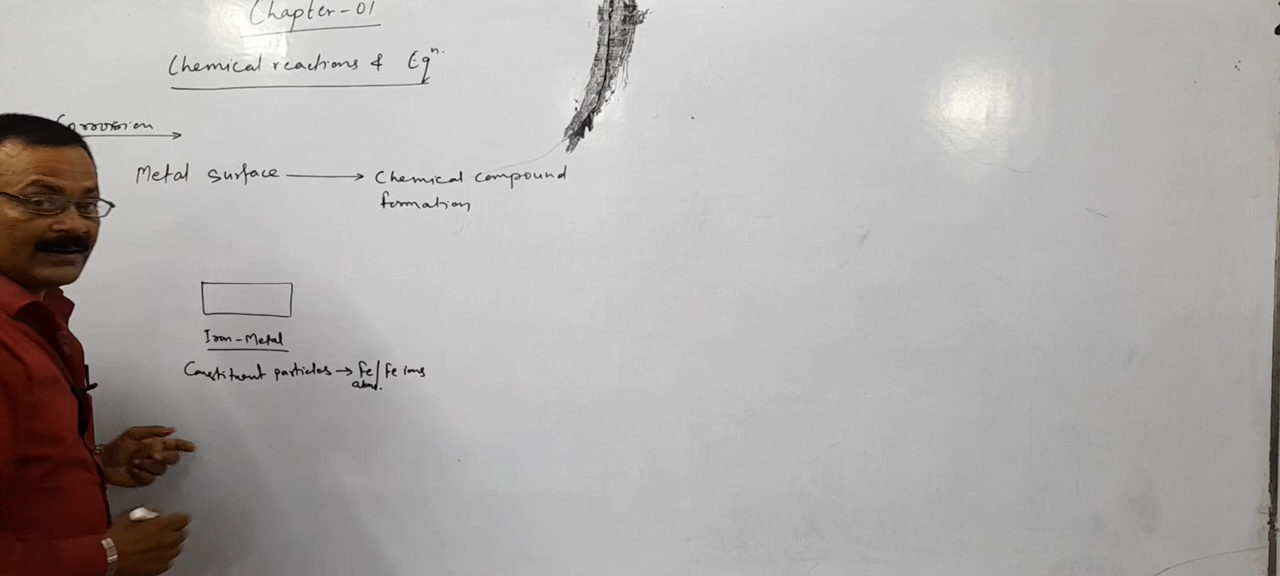 Chapter-01
Chemical reactions & Eqn.
Corrosion
Metal surface → Chemical compound
formation
Iron-Metal
Constituent particles → Fe/Fe ions
atom.